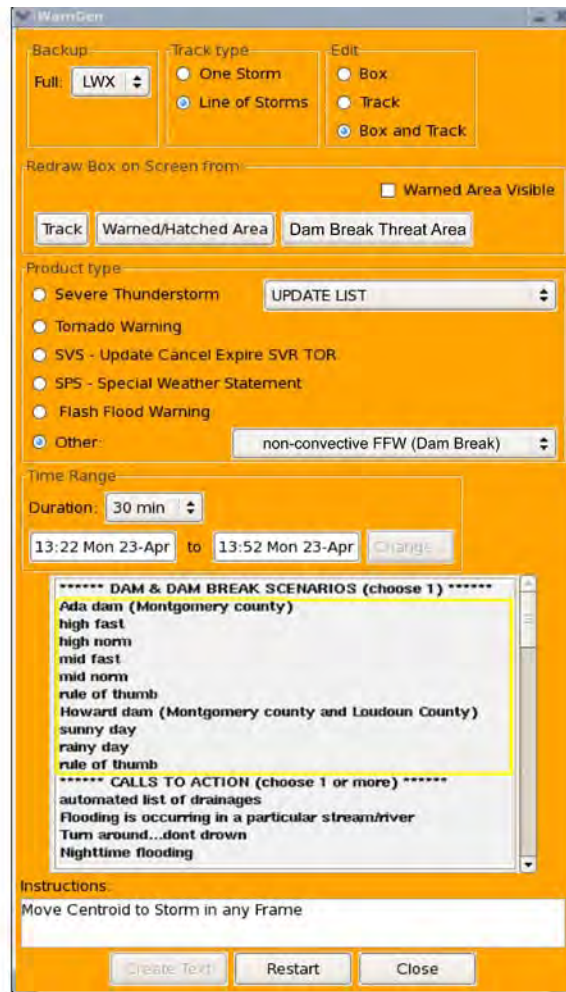 WarnGen
Backup
Track type
Edit
Full: LWX
One Storm
Box
Line of Storms
Track
Box and Track
Redraw Box on Screen from:
Warned Area Visible
Track Warned/Hatched Area Dam Break Threat Area
Product type
Severe Thunderstorm UPDATE LIST
Tornado Warning
SVS - Update Cancel Expire SVR TOR
SPS - Special Weather Statement
Flash Flood Warning
Other: non-convective FFW (Dam Break)
Time Range
Duration: 30 min
13:22 Mon 23-Apr to 13:52 Mon 23-Apr Change...
****** DAM & DAM BREAK SCENARIOS (choose 1) ******
Ada dam (Montgomery county)
high fast
high norm
mid fast
mid norm
rule of thumb
Howard dam (Montgomery county and Loudoun County)
sunny day
rainy day
rule of thumb
****** CALLS TO ACTION (choose 1 or more) ******
automated list of drainages
Flooding is occurring in a particular stream/river
Turn around...dont drown
Nighttime flooding
Instructions:
Move Centroid to Storm in any Frame
Create Text Restart Close